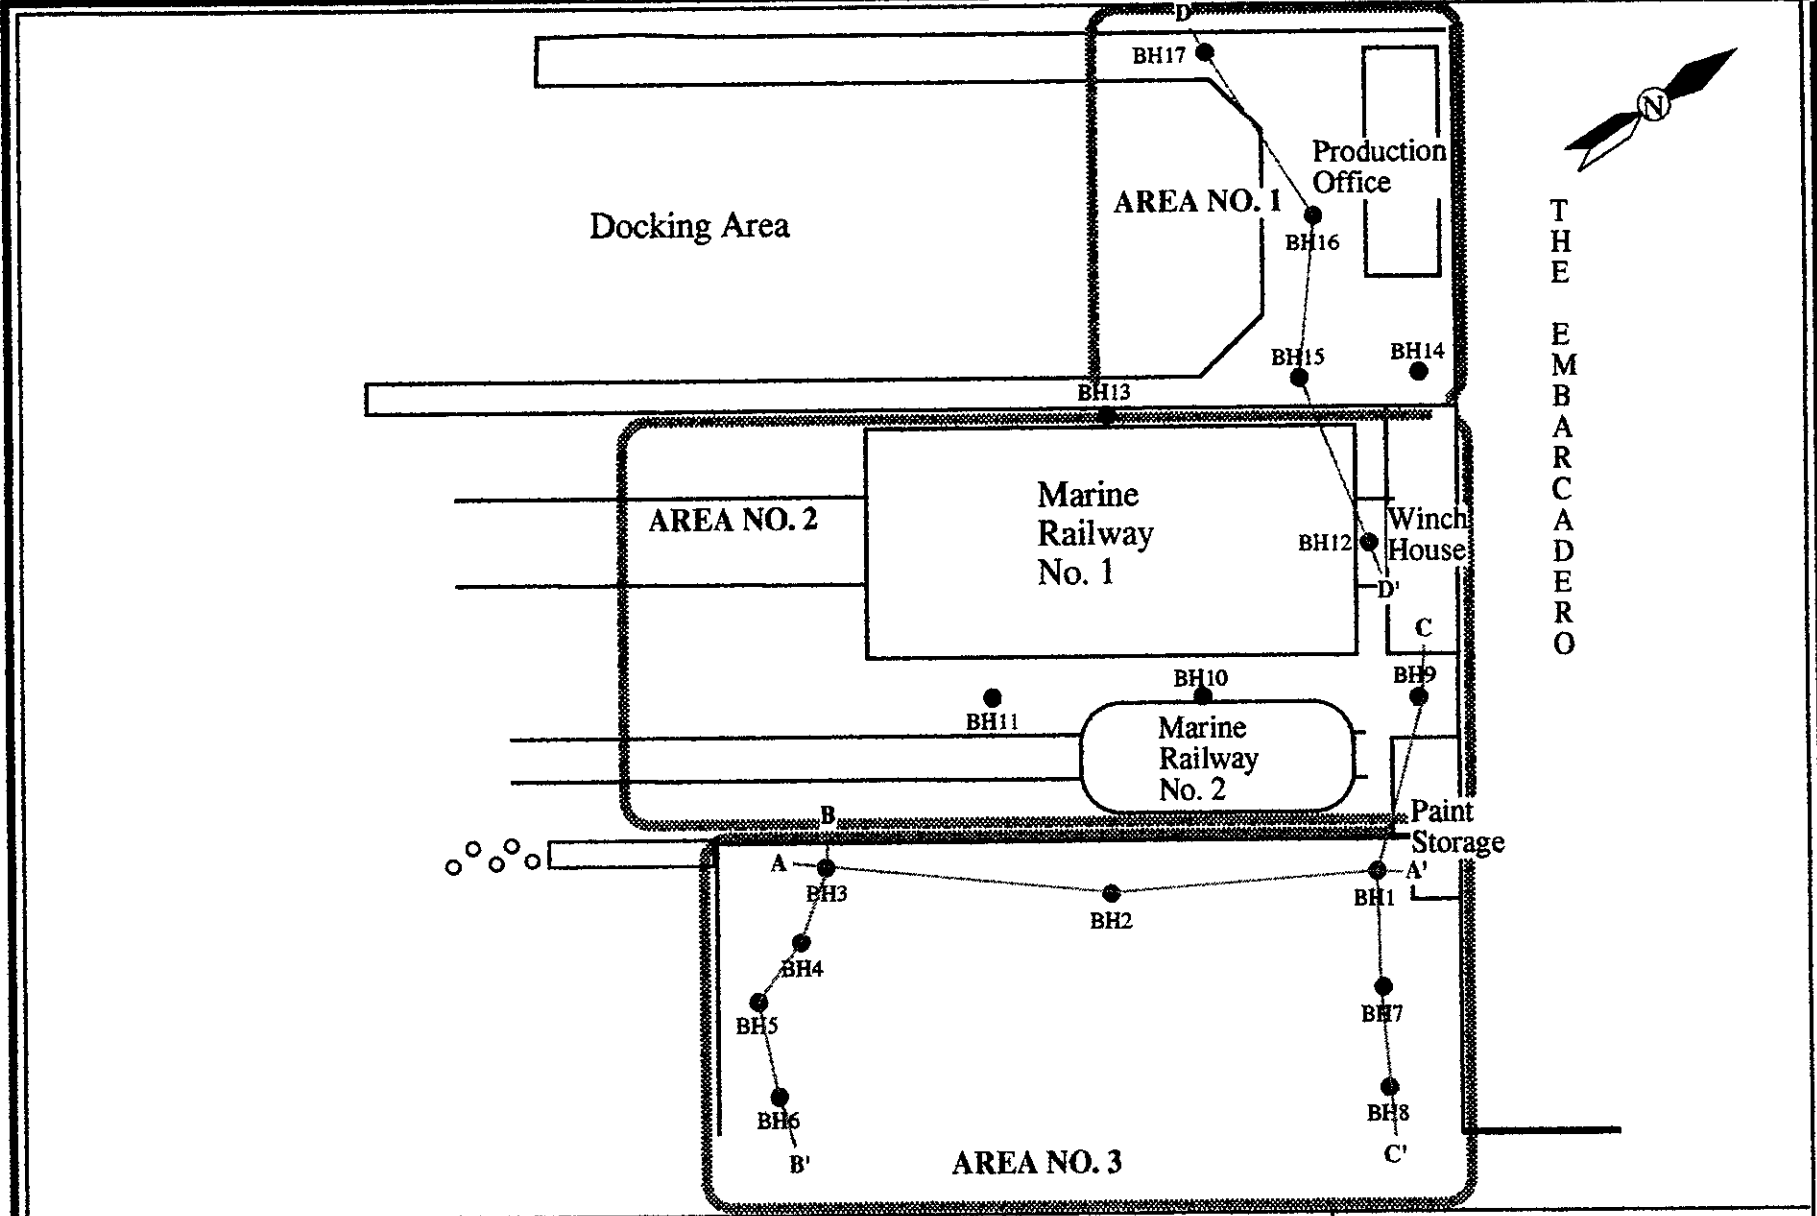 D
BH17
N
Production
Office
AREA NO. 1
Docking Area
BH16
THE EMBARCADERO
BH15
BH14
BH13
Marine
Railway
No. 1
AREA NO. 2
Winch
House
BH12
D'
C
BH10
BH9
BH11
Marine
Railway
No. 2
B
Paint
Storage
A
A'
BH3
BH1
BH2
BH4
BH5
BH7
BH6
BH8
B'
AREA NO. 3
C'